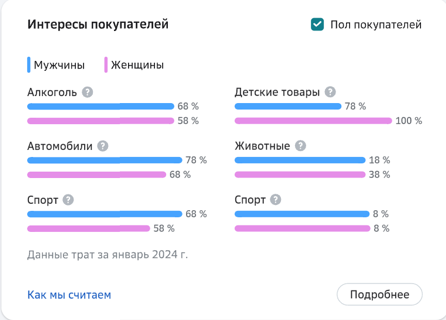 Интересы покупателей
Пол покупателей
Мужчины
Женщины
Алкоголь ?
68 %
58 %
Детские товары ?
78 %
100 %
Автомобили ?
78 %
68 %
Животные ?
18 %
38 %
Спорт ?
68 %
58 %
Спорт ?
8 %
8 %
Данные трат за январь 2024 г.
Как мы считаем
Подробнее